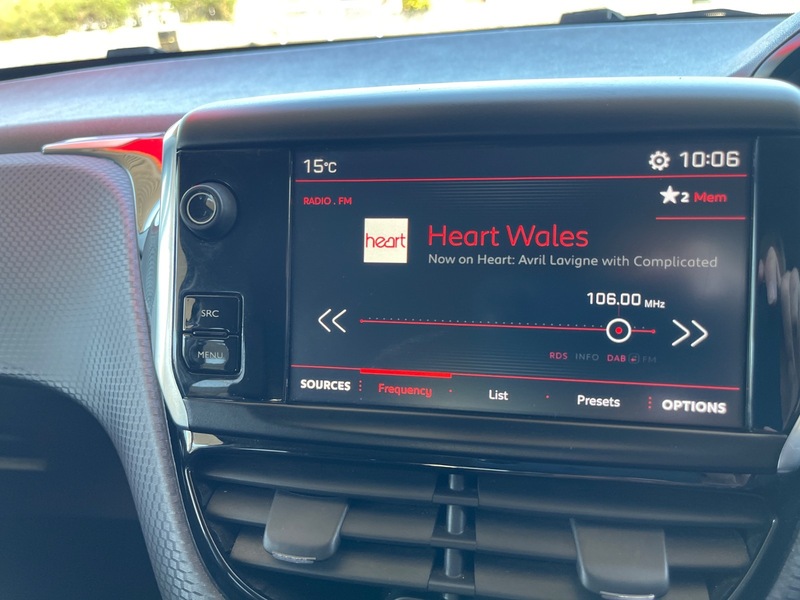 15°C
10:06
RADIO . FM
2 Mem
heart
Heart Wales
Now on Heart: Avril Lavigne with Complicated
106.00 MHz
SRC
MENU
RDS INFO DAB FM
SOURCES Frequency List Presets OPTIONS